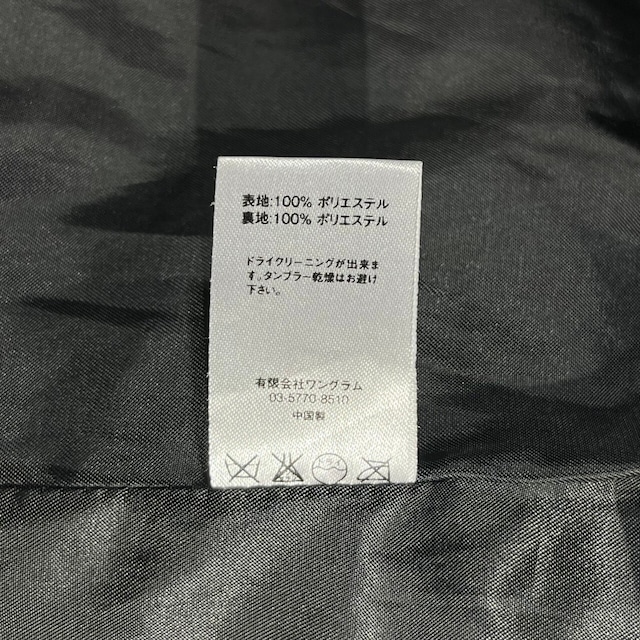 表地:100% ポリエステル
裏地:100% ポリエステル
ドライクリーニングが出来ま
す。タンブラー乾燥はお避け
下さい。
有限会社ワングラム
03-5770-8510
中国製